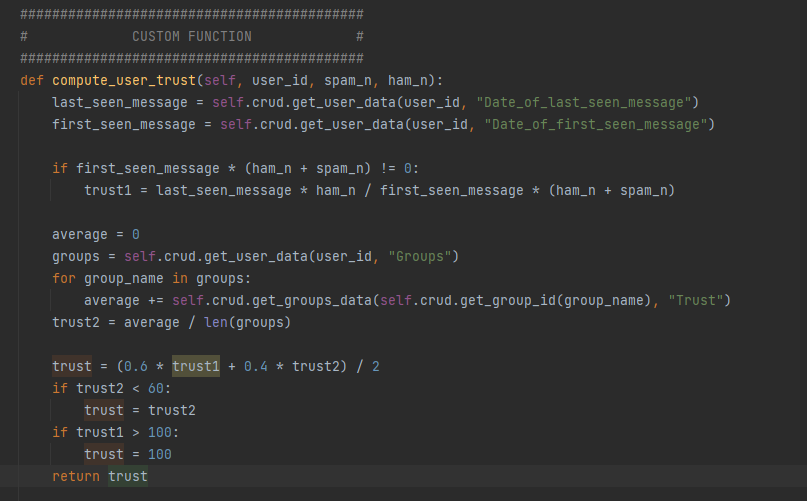 ###########################################
#             CUSTOM FUNCTION             #
###########################################
def compute_user_trust(self, user_id, spam_n, ham_n):
    last_seen_message = self.crud.get_user_data(user_id, "Date_of_last_seen_message")
    first_seen_message = self.crud.get_user_data(user_id, "Date_of_first_seen_message")

    if first_seen_message * (ham_n + spam_n) != 0:
        trust1 = last_seen_message * ham_n / first_seen_message * (ham_n + spam_n)

    average = 0
    groups = self.crud.get_user_data(user_id, "Groups")
    for group_name in groups:
        average += self.crud.get_groups_data(self.crud.get_group_id(group_name), "Trust")
    trust2 = average / len(groups)

    trust = (0.6 * trust1 + 0.4 * trust2) / 2
    if trust2 < 60:
        trust = trust2
    if trust1 > 100:
        trust = 100
    return trust